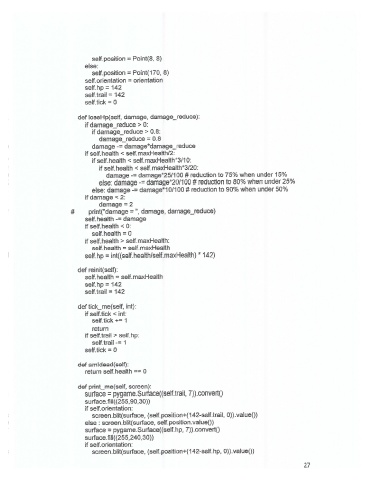 self.position = Point(8, 8)
else:
self.position = Point(170, 8)
self.orientation = orientation
self.hp = 142
self.trail = 142
self.tick = 0
def loseHp(self, damage, damage_reduce):
if damage_reduce > 0:
if damage_reduce > 0.8:
damage_reduce = 0.8
damage -= damage*damage_reduce
if self.health < self.maxHealth/2:
if self.health < self.maxHealth*3/10:
if self.health < self.maxHealth*3/20:
damage -= damage*25/100 # reduction to 75% when under 15%
else: damage -= damage*20/100 # reduction to 80% when under 25%
else: damage -= damage*10/100 # reduction to 90% when under 50%
if damage < 2:
damage = 2
# print("damage = ", damage, damage_reduce)
self.health -= damage
if self.health < 0:
self.health = 0
if self.health > self.maxHealth:
self.health = self.maxHealth
self.hp = int((self.health/self.maxHealth) * 142)
def reinit(self):
self.health = self.maxHealth
self.hp = 142
self.trail = 142
def tick_me(self, int):
if self.tick < int:
self.tick += 1
return
if self.trail > self.hp:
self.trail -= 1
self.tick = 0
def amIdead(self):
return self.health == 0
def print_me(self, screen):
surface = pygame.Surface((self.trail, 7)).convert()
surface.fill((255,90,30))
if self.orientation:
screen.blit(surface, (self.position+(142-self.trail, 0)).value())
else : screen.blit(surface, self.position.value())
surface = pygame.Surface((self.hp, 7)).convert()
surface.fill((255,240,30))
if self.orientation:
screen.blit(surface, (self.position+(142-self.hp, 0)).value())
27